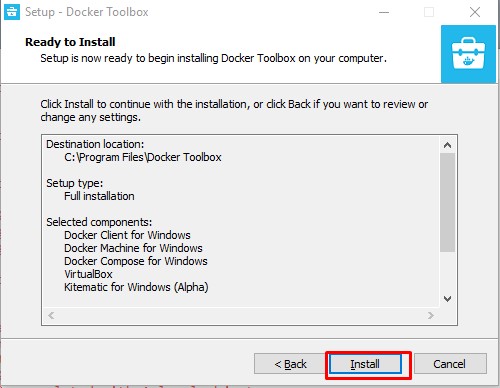 Setup - Docker Toolbox
Ready to Install
Setup is now ready to begin installing Docker Toolbox on your computer.
Click Install to continue with the installation, or click Back if you want to review or
change any settings.
Destination location:
C:\Program Files\Docker Toolbox
Setup type:
Full installation
Selected components:
Docker Client for Windows
Docker Machine for Windows
Docker Compose for Windows
VirtualBox
Kitematic for Windows (Alpha)
< Back
Install
Cancel